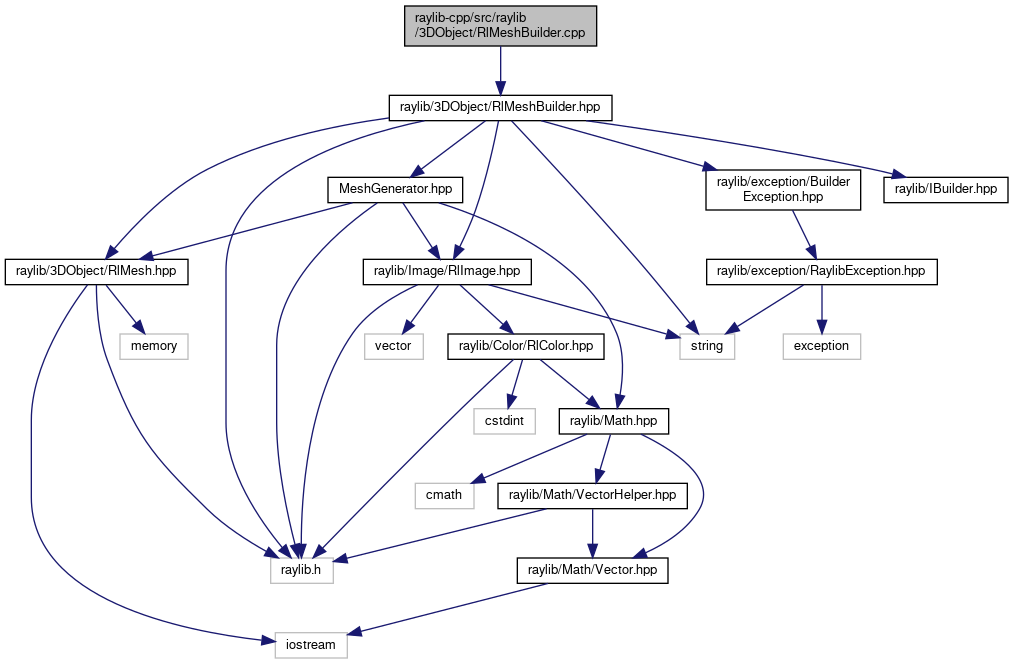 raylib-cpp/src/raylib
/3DObject/RlMeshBuilder.cpp
raylib/3DObject/RlMeshBuilder.hpp
MeshGenerator.hpp
raylib/exception/Builder
Exception.hpp
raylib/IBuilder.hpp
raylib/3DObject/RlMesh.hpp
raylib/Image/RlImage.hpp
raylib/exception/RaylibException.hpp
memory
vector
raylib/Color/RlColor.hpp
string
exception
cstdint
raylib/Math.hpp
cmath
raylib/Math/VectorHelper.hpp
raylib.h
raylib/Math/Vector.hpp
iostream